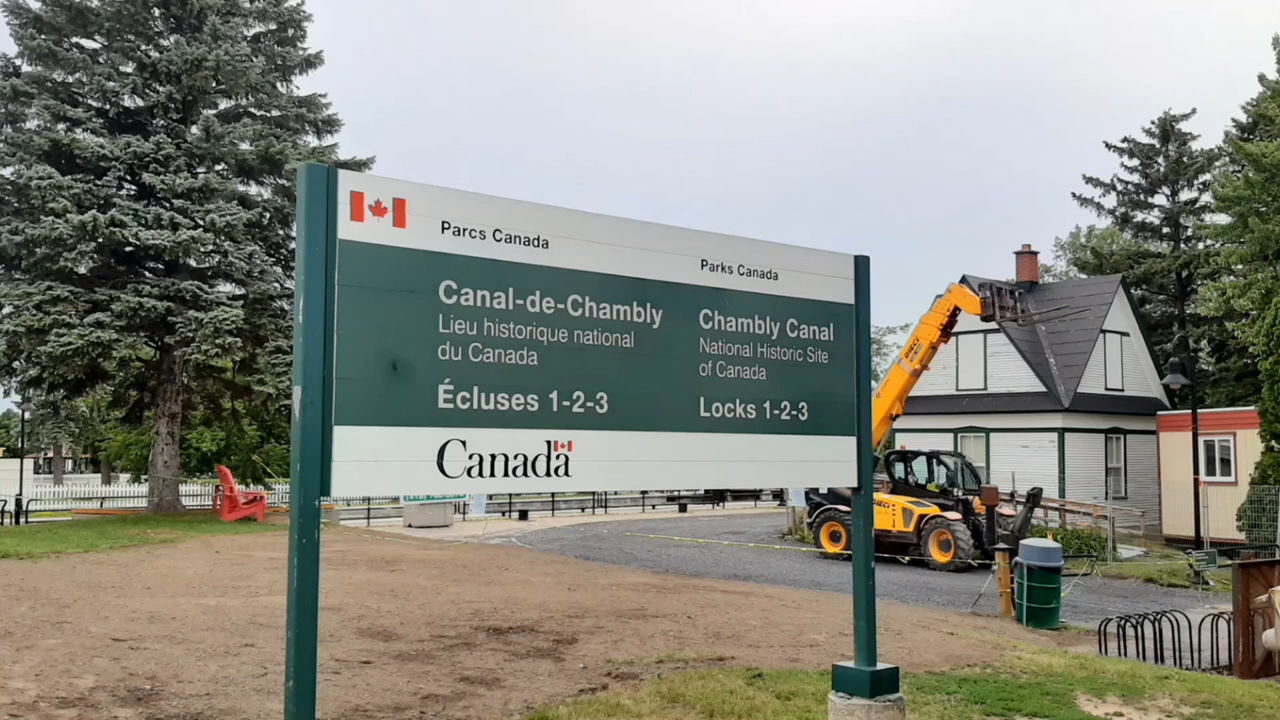 Parcs Canada
Parks Canada
Canal-de-Chambly
Lieu historique national
du Canada
Écluses 1-2-3
Chambly Canal
National Historic Site
of Canada
Locks 1-2-3
Canada
DIECI